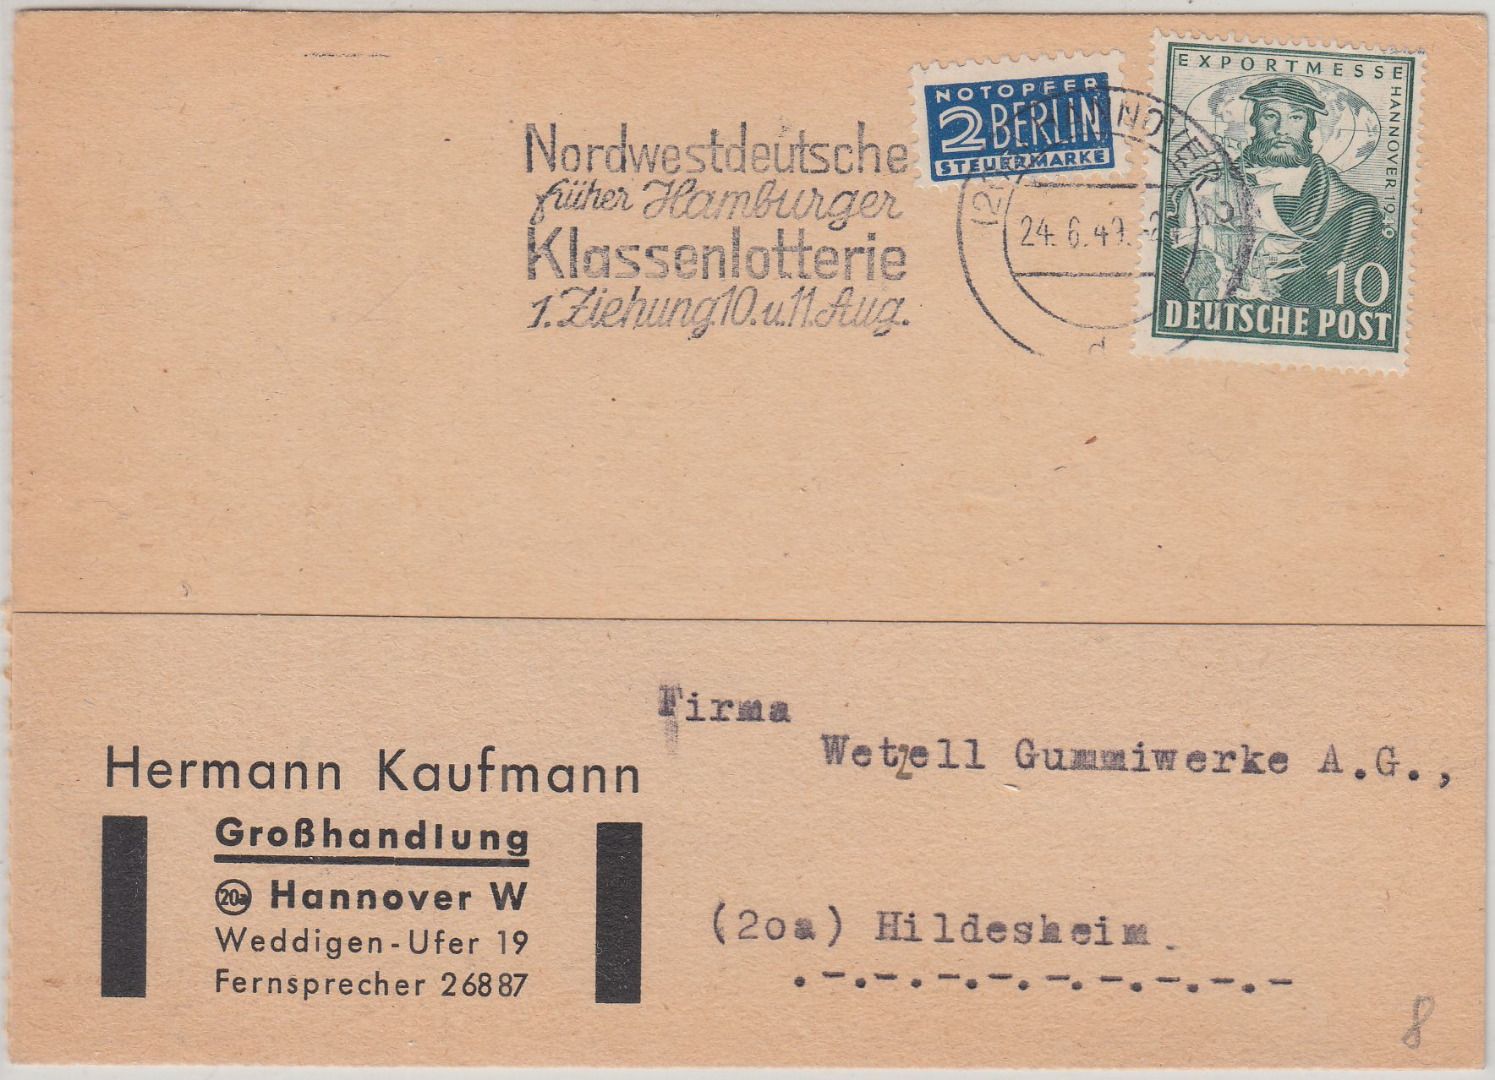 Nordwestdeutsche
früher Hamburger
Klassenlotterie
1. Ziehung 10. u. 11. Aug.
NOTOPFER
2 BERLIN
STEUERMARKE
HANNOVER 2
24. 6. 49.
d
EXPORTMESSE
HANNOVER 1949
10
DEUTSCHE POST
Firma
Wetzell Gummiwerke A.G.,
(20a) Hildesheim.
.-.-.-.-.-.-.-.-.-
Hermann Kaufmann
Großhandlung
20a Hannover W
Weddigen-Ufer 19
Fernsprecher 26887
8